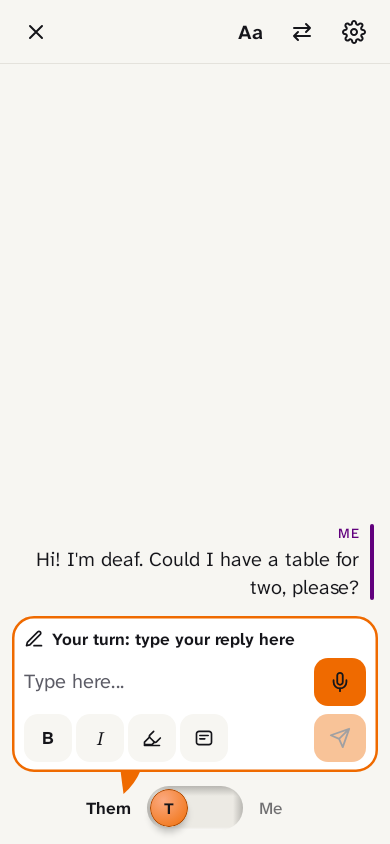 Aa
ME
Hi! I'm deaf. Could I have a table for
two, please?
Your turn: type your reply here
Type here...
B I
Them T Me